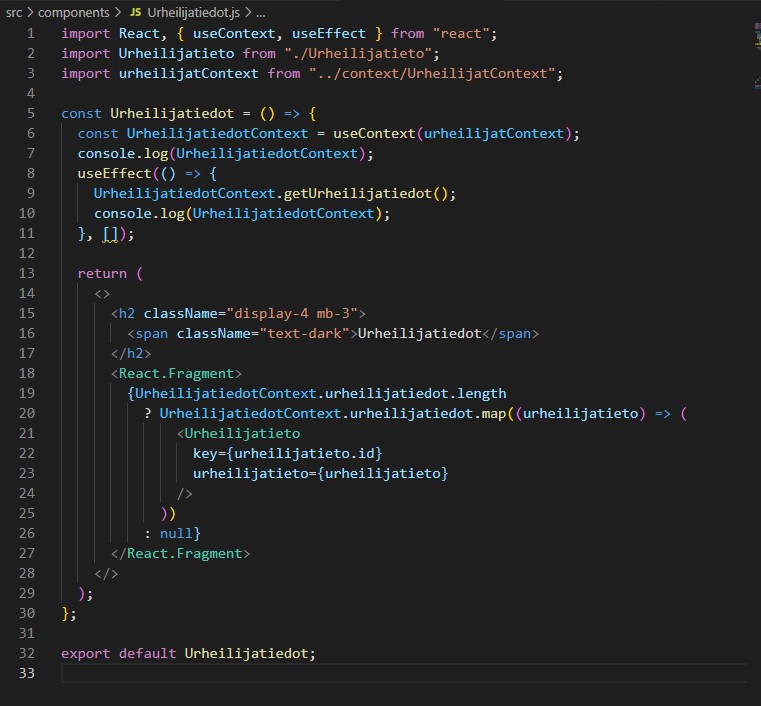 src > components > JS Urheilijatiedot.js > ...
1 import React, { useContext, useEffect } from "react";
2 import Urheilijatieto from "./Urheilijatieto";
3 import urheilijatContext from "../context/UrheilijatContext";
4
5 const Urheilijatiedot = () => {
6   const UrheilijatiedotContext = useContext(urheilijatContext);
7   console.log(UrheilijatiedotContext);
8   useEffect(() => {
9     UrheilijatiedotContext.getUrheilijatiedot();
10     console.log(UrheilijatiedotContext);
11   }, []);
12
13   return (
14     <>
15       <h2 className="display-4 mb-3">
16         <span className="text-dark">Urheilijatiedot</span>
17       </h2>
18       <React.Fragment>
19         {UrheilijatiedotContext.urheilijatiedot.length
20           ? UrheilijatiedotContext.urheilijatiedot.map((urheilijatieto) => (
21               <Urheilijatieto
22                 key={urheilijatieto.id}
23                 urheilijatieto={urheilijatieto}
24               />
25             ))
26           : null}
27       </React.Fragment>
28     </>
29   );
30 };
31
32 export default Urheilijatiedot;
33